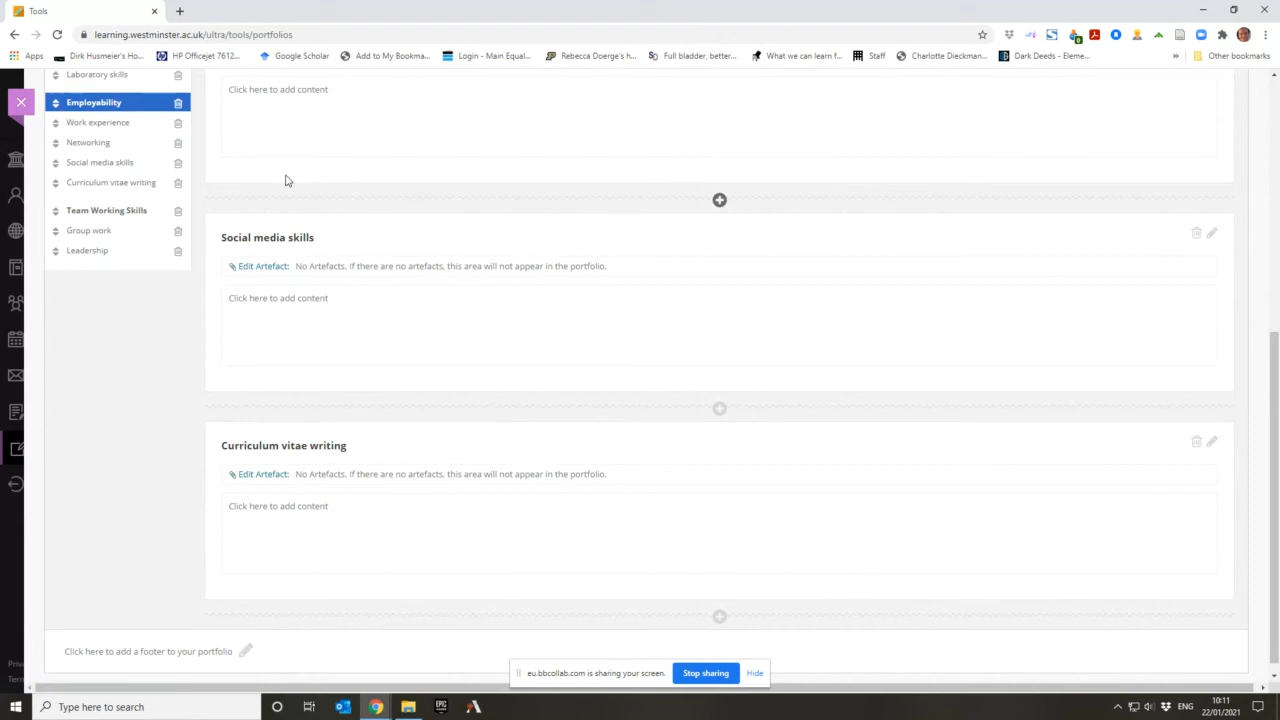 Tools
learning.westminster.ac.uk/ultra/tools/portfolios
Apps Dirk Husmeier's Ho... HP Officejet 7612... Google Scholar Add to My Bookma... Login - Main Equal... Rebecca Doerge's h... Full bladder, better... What we can learn f... Staff Charlotte Dieckman... Dark Deeds - Eleme... » Other bookmarks
Laboratory skills
Employability
Work experience
Networking
Social media skills
Curriculum vitae writing
Team Working Skills
Group work
Leadership
Click here to add content
Social media skills
Edit Artefact: No Artefacts. If there are no artefacts, this area will not appear in the portfolio.
Click here to add content
Curriculum vitae writing
Edit Artefact: No Artefacts. If there are no artefacts, this area will not appear in the portfolio.
Click here to add content
Click here to add a footer to your portfolio
Priv
Term
eu.bbcollab.com is sharing your screen. Stop sharing Hide
Type here to search
EPIC
ENG
10:11
22/01/2021